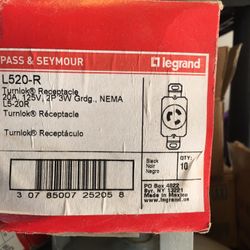 PASS & SEYMOUR
legrand
L520-R
Turnlok® Receptacle
20A, 125V, 2P 3W Grdg., NEMA
L5-20R
Turnlok® Réceptacle
Turnlok® Receptáculo
Black
Noir
Negro
QTY:
10
PO Box 4822
Syr. NY 13221
Made in Mexico
www.legrand.us
3 07 85007 25205 8